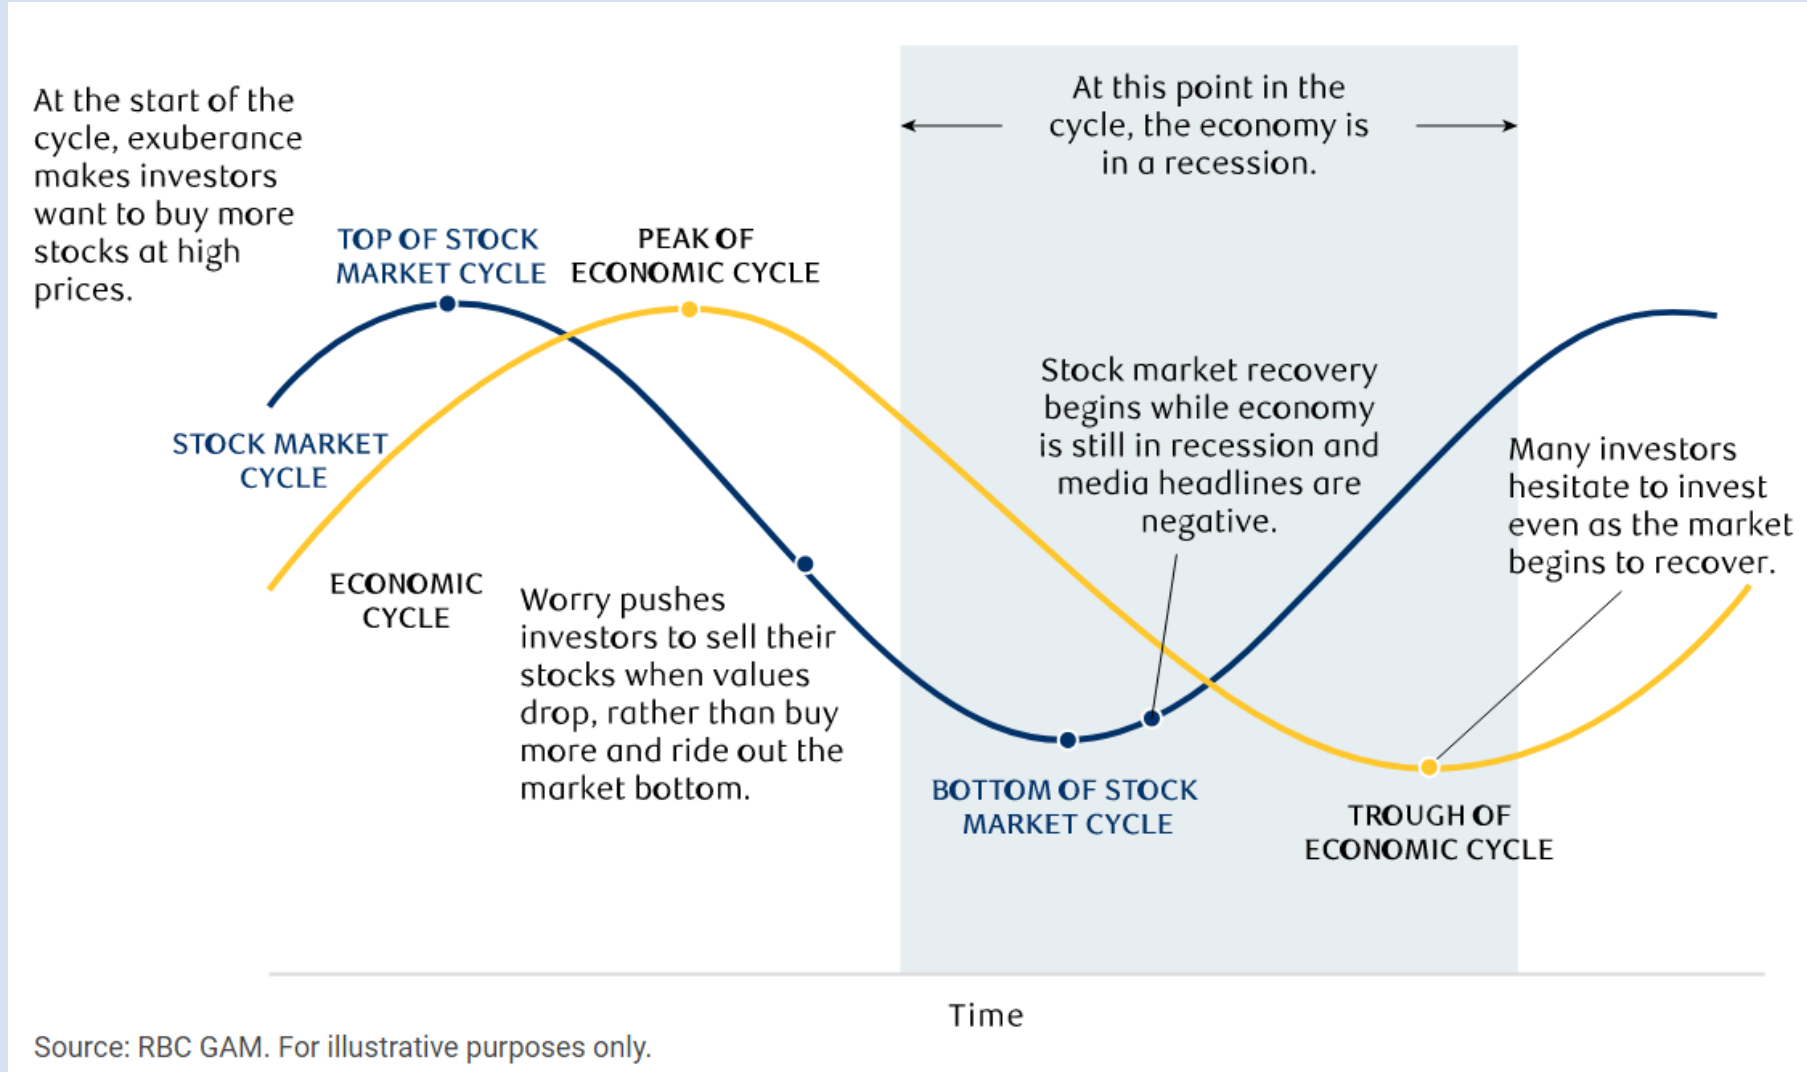 At the start of the
cycle, exuberance
makes investors
want to buy more
stocks at high
prices.
TOP OF STOCK
MARKET CYCLE
PEAK OF
ECONOMIC CYCLE
At this point in the
cycle, the economy is
in a recession.
STOCK MARKET
CYCLE
ECONOMIC
CYCLE
Worry pushes
investors to sell their
stocks when values
drop, rather than buy
more and ride out the
market bottom.
Stock market recovery
begins while economy
is still in recession and
media headlines are
negative.
Many investors
hesitate to invest
even as the market
begins to recover.
BOTTOM OF STOCK
MARKET CYCLE
TROUGH OF
ECONOMIC CYCLE
Time
Source: RBC GAM. For illustrative purposes only.